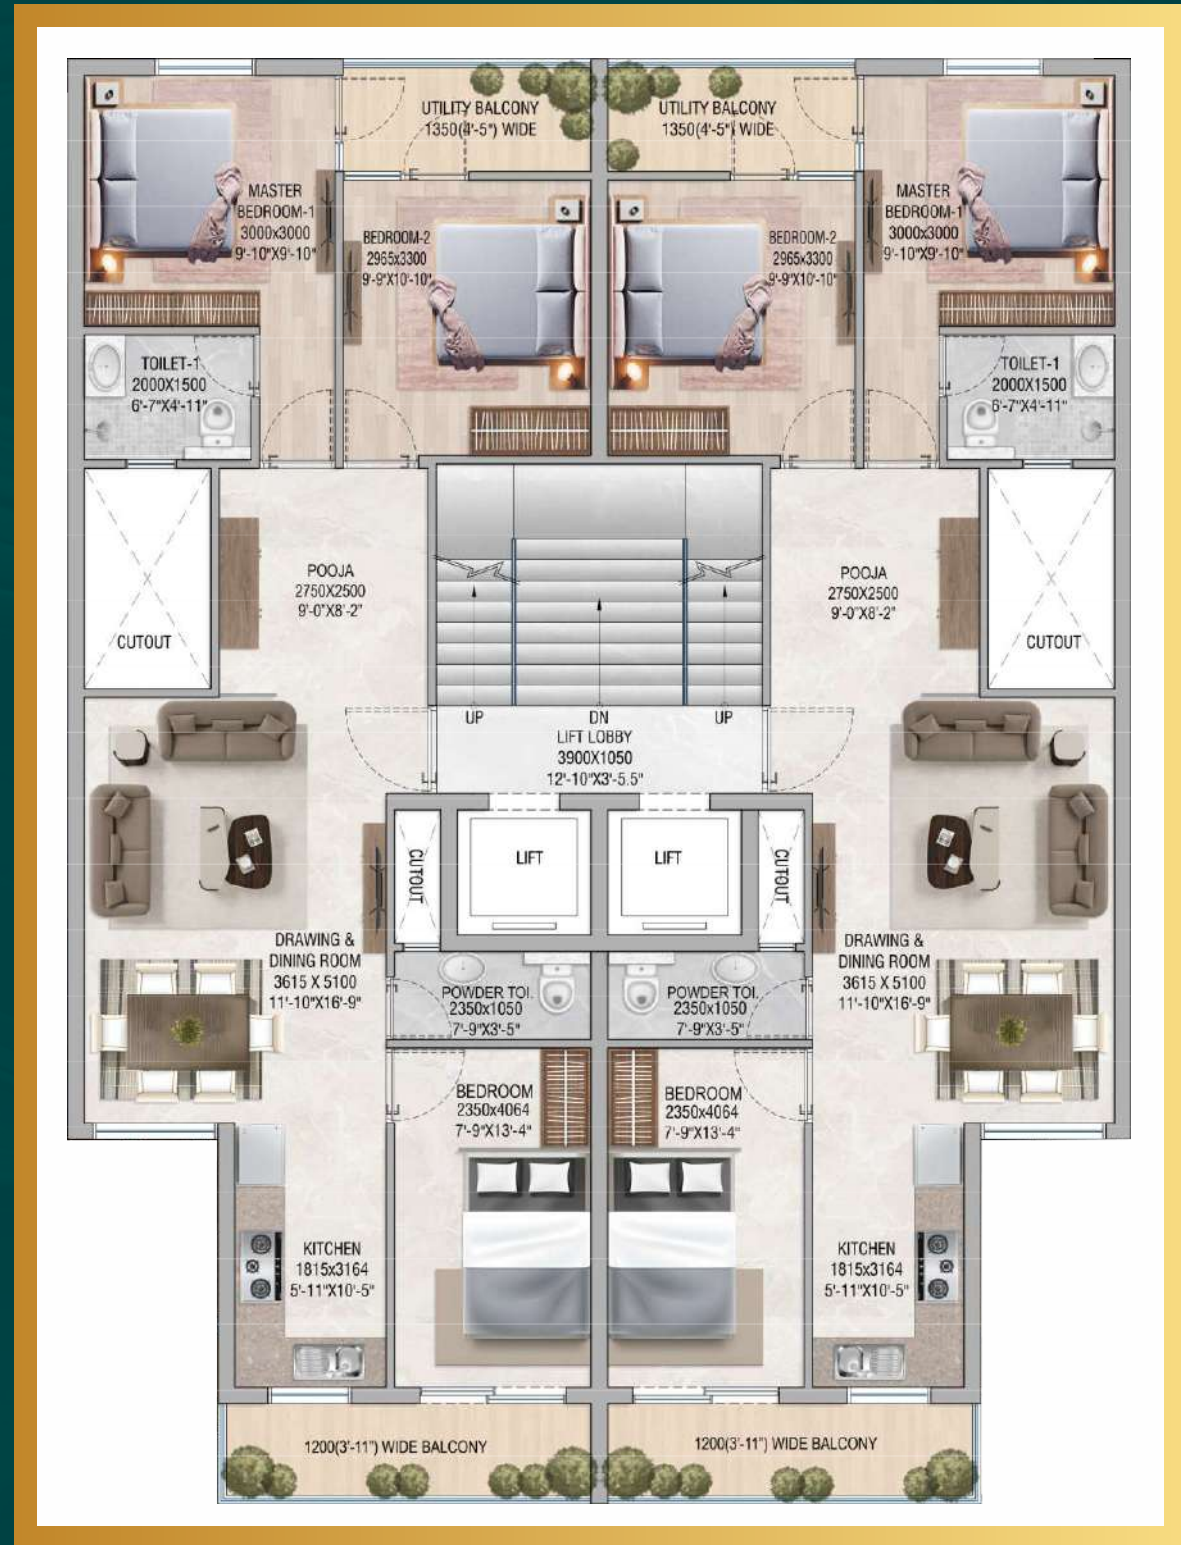 UTILITY BALCONY
1350(4'-5") WIDE
UTILITY BALCONY
1350(4'-5") WIDE
MASTER
BEDROOM-1
3000x3000
9'-10"X9'-10"
BEDROOM-2
2965x3300
9'-9"X10'-10"
BEDROOM-2
2965x3300
9'-9"X10'-10"
MASTER
BEDROOM-1
3000x3000
9'-10"X9'-10"
TOILET-1
2000X1500
6'-7"X4'-11"
TOILET-1
2000X1500
6'-7"X4'-11"
CUTOUT
POOJA
2750X2500
9'-0"X8'-2"
POOJA
2750X2500
9'-0"X8'-2"
CUTOUT
UP
DN
UP
LIFT LOBBY
3900X1050
12'-10"X3'-5.5"
CUTOUT
LIFT
LIFT
CUTOUT
DRAWING &
DINING ROOM
3615 X 5100
11'-10"X16'-9"
DRAWING &
DINING ROOM
3615 X 5100
11'-10"X16'-9"
POWDER TOI.
2350x1050
7'-9"X3'-5"
POWDER TOI.
2350x1050
7'-9"X3'-5"
BEDROOM
2350x4064
7'-9"X13'-4"
BEDROOM
2350x4064
7'-9"X13'-4"
KITCHEN
1815x3164
5'-11"X10'-5"
KITCHEN
1815x3164
5'-11"X10'-5"
1200(3'-11") WIDE BALCONY
1200(3'-11") WIDE BALCONY